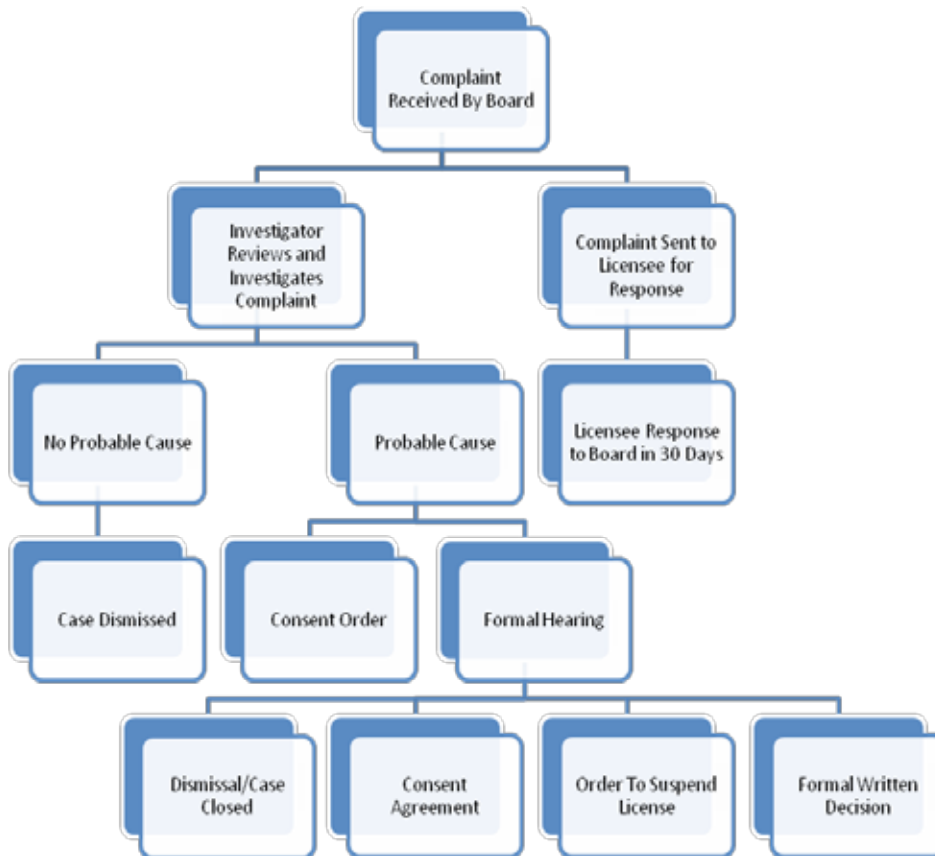 Complaint
Received By Board
Investigator
Reviews and
Investigates
Complaint
Complaint Sent to
Licensee for
Response
No Probable Cause
Probable Cause
Licensee Response
to Board in 30 Days
Case Dismissed
Consent Order
Formal Hearing
Dismissal/Case
Closed
Consent
Agreement
Order To Suspend
License
Formal Written
Decision